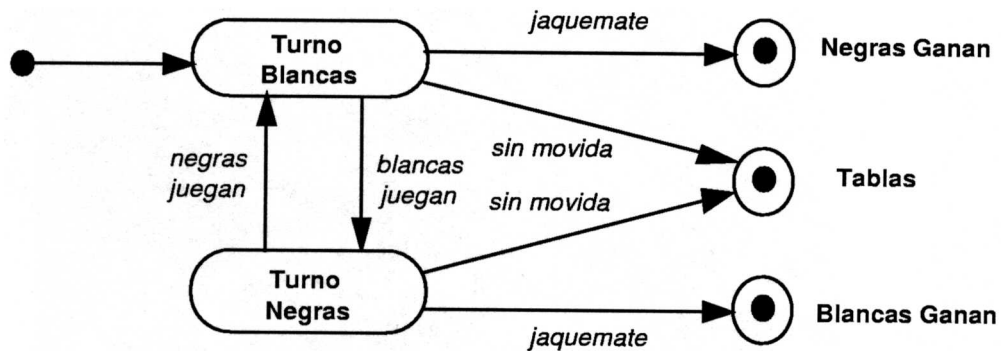 jaquemate
Turno
Blancas
Negras Ganan
negras
juegan
blancas
juegan
sin movida
Tablas
sin movida
Turno
Negras
Blancas Ganan
jaquemate